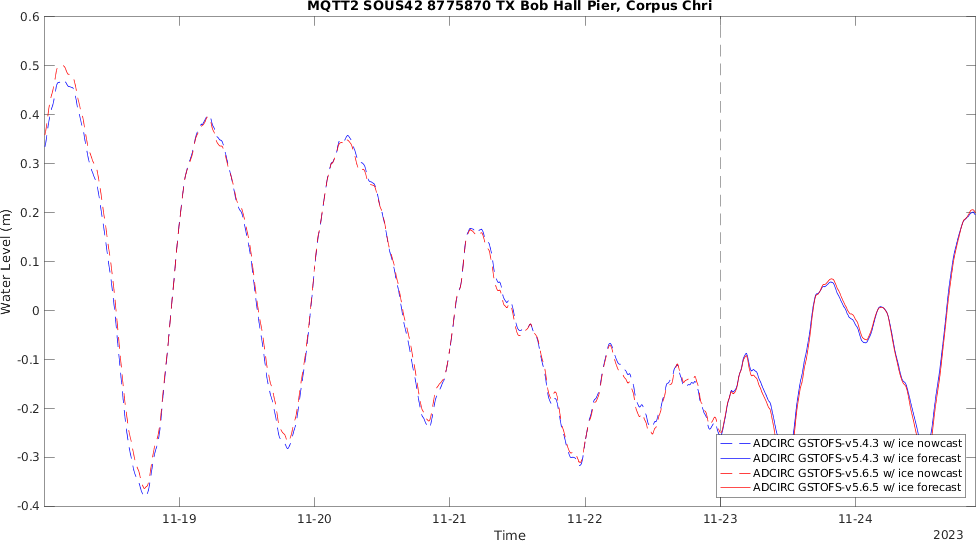 MQTT2 SOUS42 8775870 TX Bob Hall Pier, Corpus Chri
0.6
0.5
0.4
0.3
0.2
0.1
0
-0.1
-0.2
-0.3
-0.4
Water Level (m)
ADCIRC GSTOFS-v5.4.3 w/ ice nowcast
ADCIRC GSTOFS-v5.4.3 w/ ice forecast
ADCIRC GSTOFS-v5.6.5 w/ ice nowcast
ADCIRC GSTOFS-v5.6.5 w/ ice forecast
11-19 11-20 11-21 11-22 11-23 11-24
Time
2023